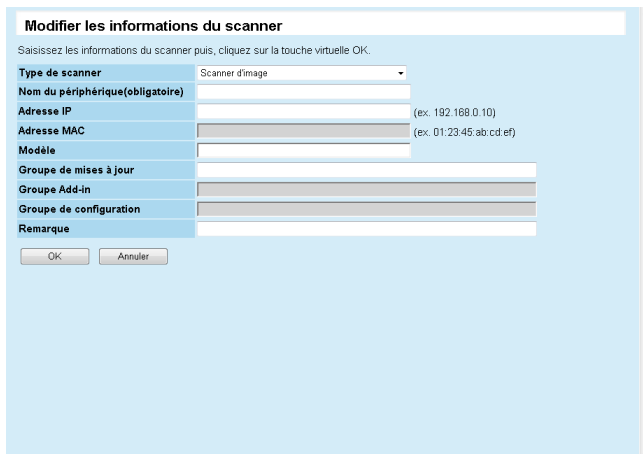 Modifier les informations du scanner
Saisissez les informations du scanner puis, cliquez sur la touche virtuelle OK.
Type de scanner Scanner d'image
Nom du périphérique(obligatoire)
Adresse IP (ex. 192.168.0.10)
Adresse MAC (ex. 01:23:45:ab:cd:ef)
Modèle
Groupe de mises à jour
Groupe Add-in
Groupe de configuration
Remarque
OK Annuler